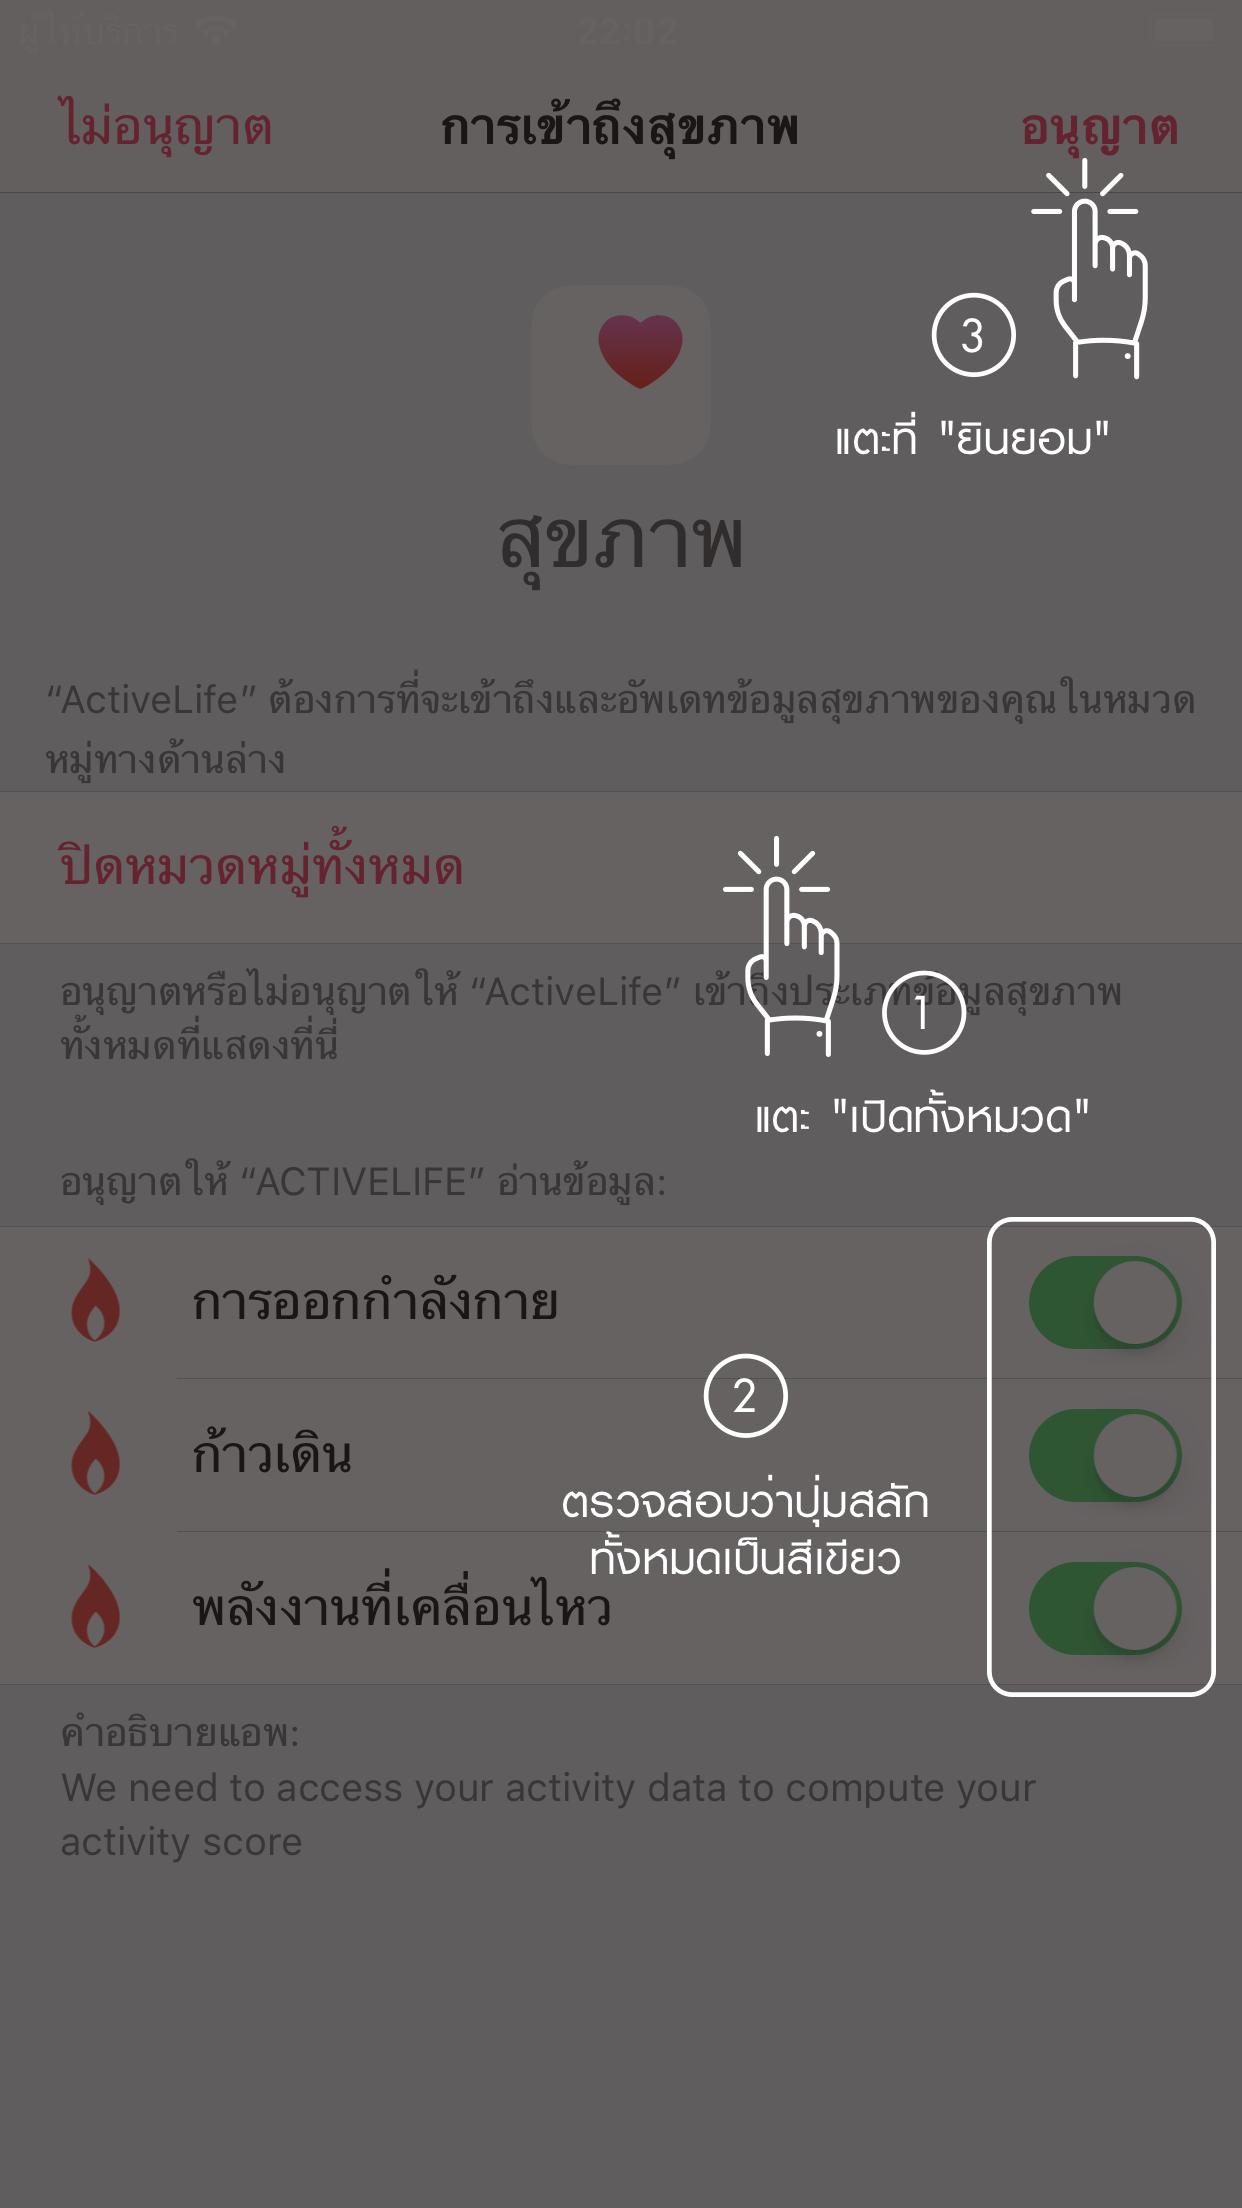 ผู้ให้บริการ 22:02
ไม่อนุญาต การเข้าถึงสุขภาพ อนุญาต
3
แตะที่ "ยินยอม"
สุขภาพ
“ActiveLife” ต้องการที่จะเข้าถึงและอัพเดทข้อมูลสุขภาพของคุณในหมวด
หมู่ทางด้านล่าง
ปิดหมวดหมู่ทั้งหมด
อนุญาตหรือไม่อนุญาตให้ “ActiveLife” เข้าถึงประเภทข้อมูลสุขภาพ
ทั้งหมดที่แสดงที่นี่
1
แตะ "เปิดทั้งหมวด"
อนุญาตให้ “ACTIVELIFE” อ่านข้อมูล:
การออกกำลังกาย
2
ก้าวเดิน
ตรวจสอบว่าปุ่มสลัก
ทั้งหมดเป็นสีเขียว
พลังงานที่เคลื่อนไหว
คำอธิบายแอพ:
We need to access your activity data to compute your
activity score